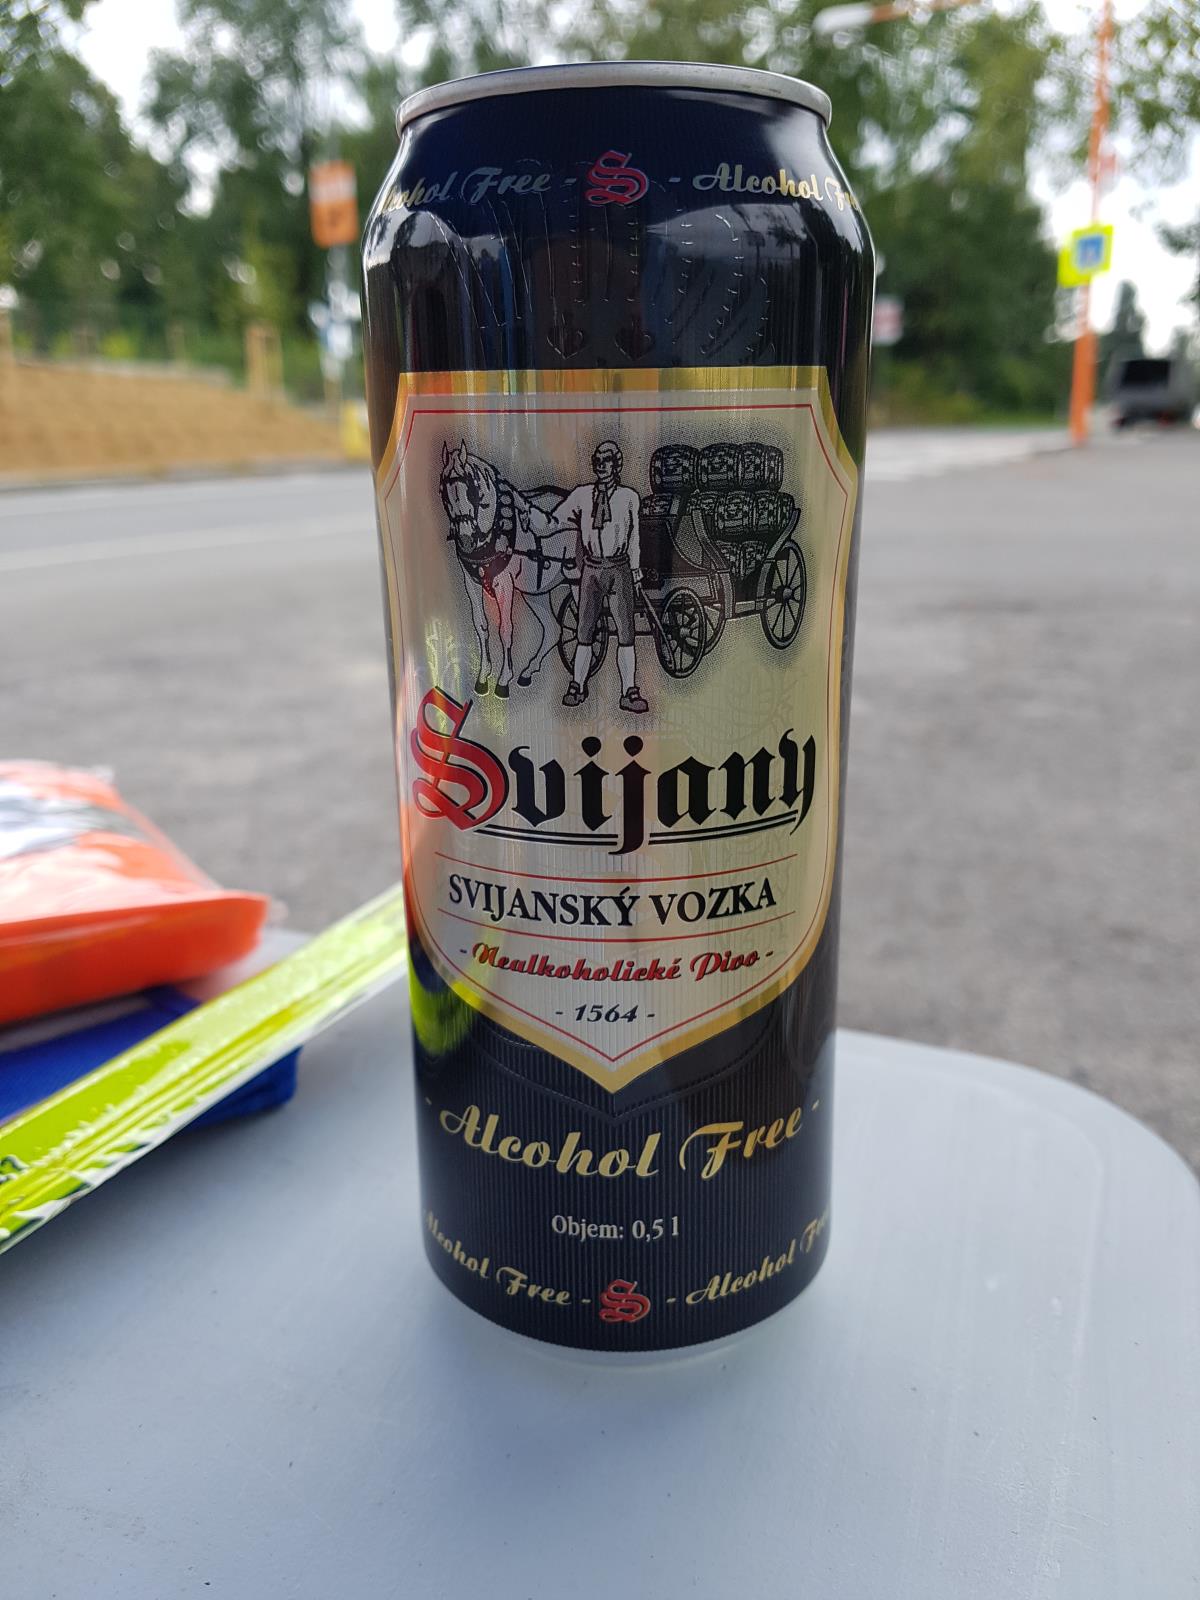 Alcohol Free - S - Alcohol Free
Svijany
SVIJANSKÝ VOZKA
- Nealkoholické Pivo -
- 1564 -
- Alcohol Free -
Objem: 0,5 l
Alcohol Free - S - Alcohol Free